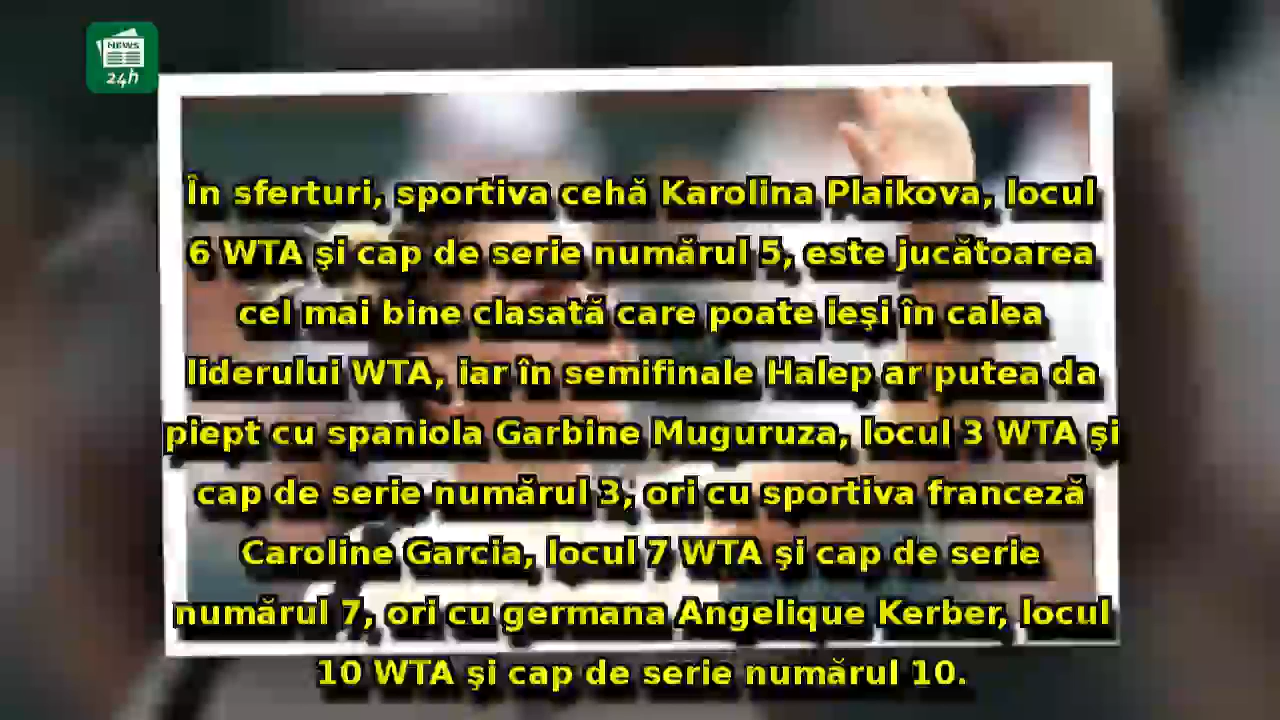 NEWS
24h
În sferturi, sportiva cehă Karolina Plaikova, locul
6 WTA şi cap de serie numărul 5, este jucătoarea
cel mai bine clasată care poate ieşi în calea
liderului WTA, iar în semifinale Halep ar putea da
piept cu spaniola Garbine Muguruza, locul 3 WTA şi
cap de serie numărul 3, ori cu sportiva franceză
Caroline Garcia, locul 7 WTA şi cap de serie
numărul 7, ori cu germana Angelique Kerber, locul
10 WTA şi cap de serie numărul 10.